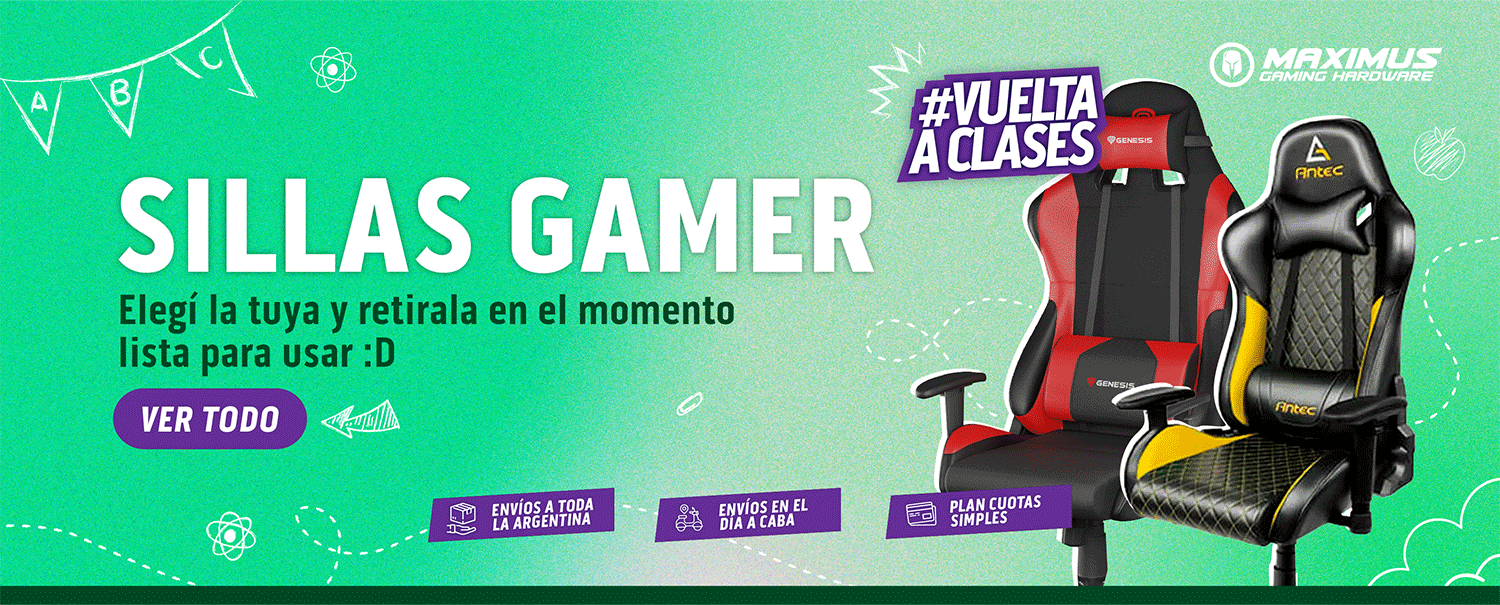 A B C
MAXIMUS
GAMING HARDWARE
#VUELTA
A CLASES
GENESIS
Antec
SILLAS GAMER
Elegí la tuya y retirala en el momento
lista para usar :D
GENESIS
Antec
VER TODO
ENVÍOS A TODA
LA ARGENTINA
ENVÍOS EN EL
DÍA A CABA
PLAN CUOTAS
SIMPLES